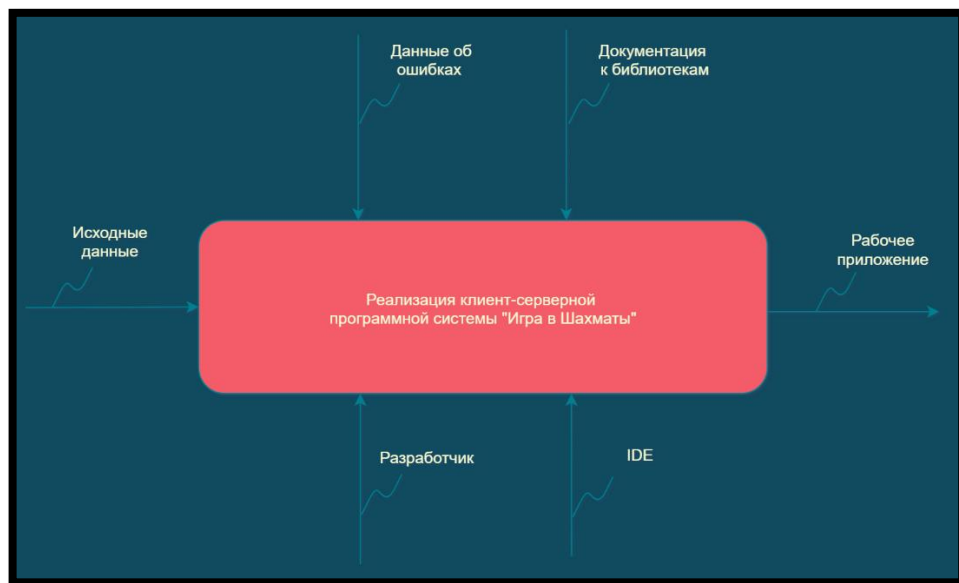 Данные об
ошибках
Документация
к библиотекам
Исходные
данные
Рабочее
приложение
Реализация клиент-серверной
программной системы "Игра в Шахматы"
Разработчик
IDE